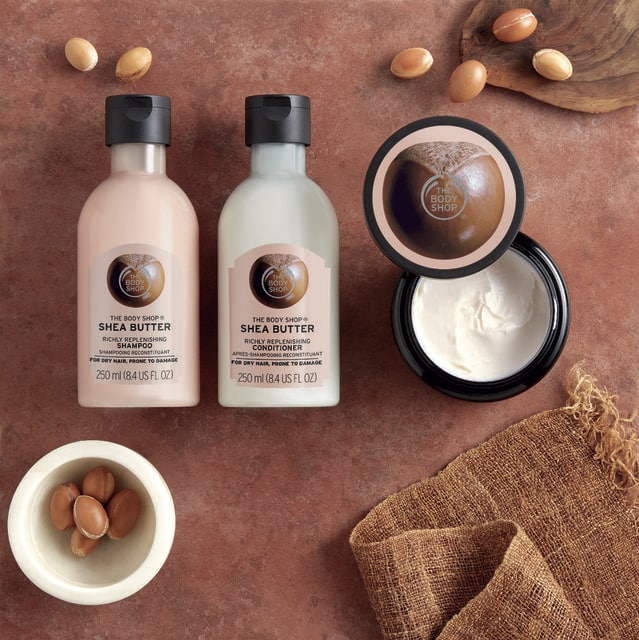 THE
BODY
SHOP
THE BODY SHOP®
SHEA BUTTER
RICHLY REPLENISHING
SHAMPOO
SHAMPOOING RECONSTITUANT
FOR DRY HAIR, PRONE TO DAMAGE
250 ml (8.4 US FL OZ)
THE
BODY
SHOP
THE BODY SHOP®
SHEA BUTTER
RICHLY REPLENISHING
CONDITIONER
APRÈS-SHAMPOOING RECONSTITUANT
FOR DRY HAIR, PRONE TO DAMAGE
250 ml (8.4 US FL OZ)
THE
BODY
SHOP